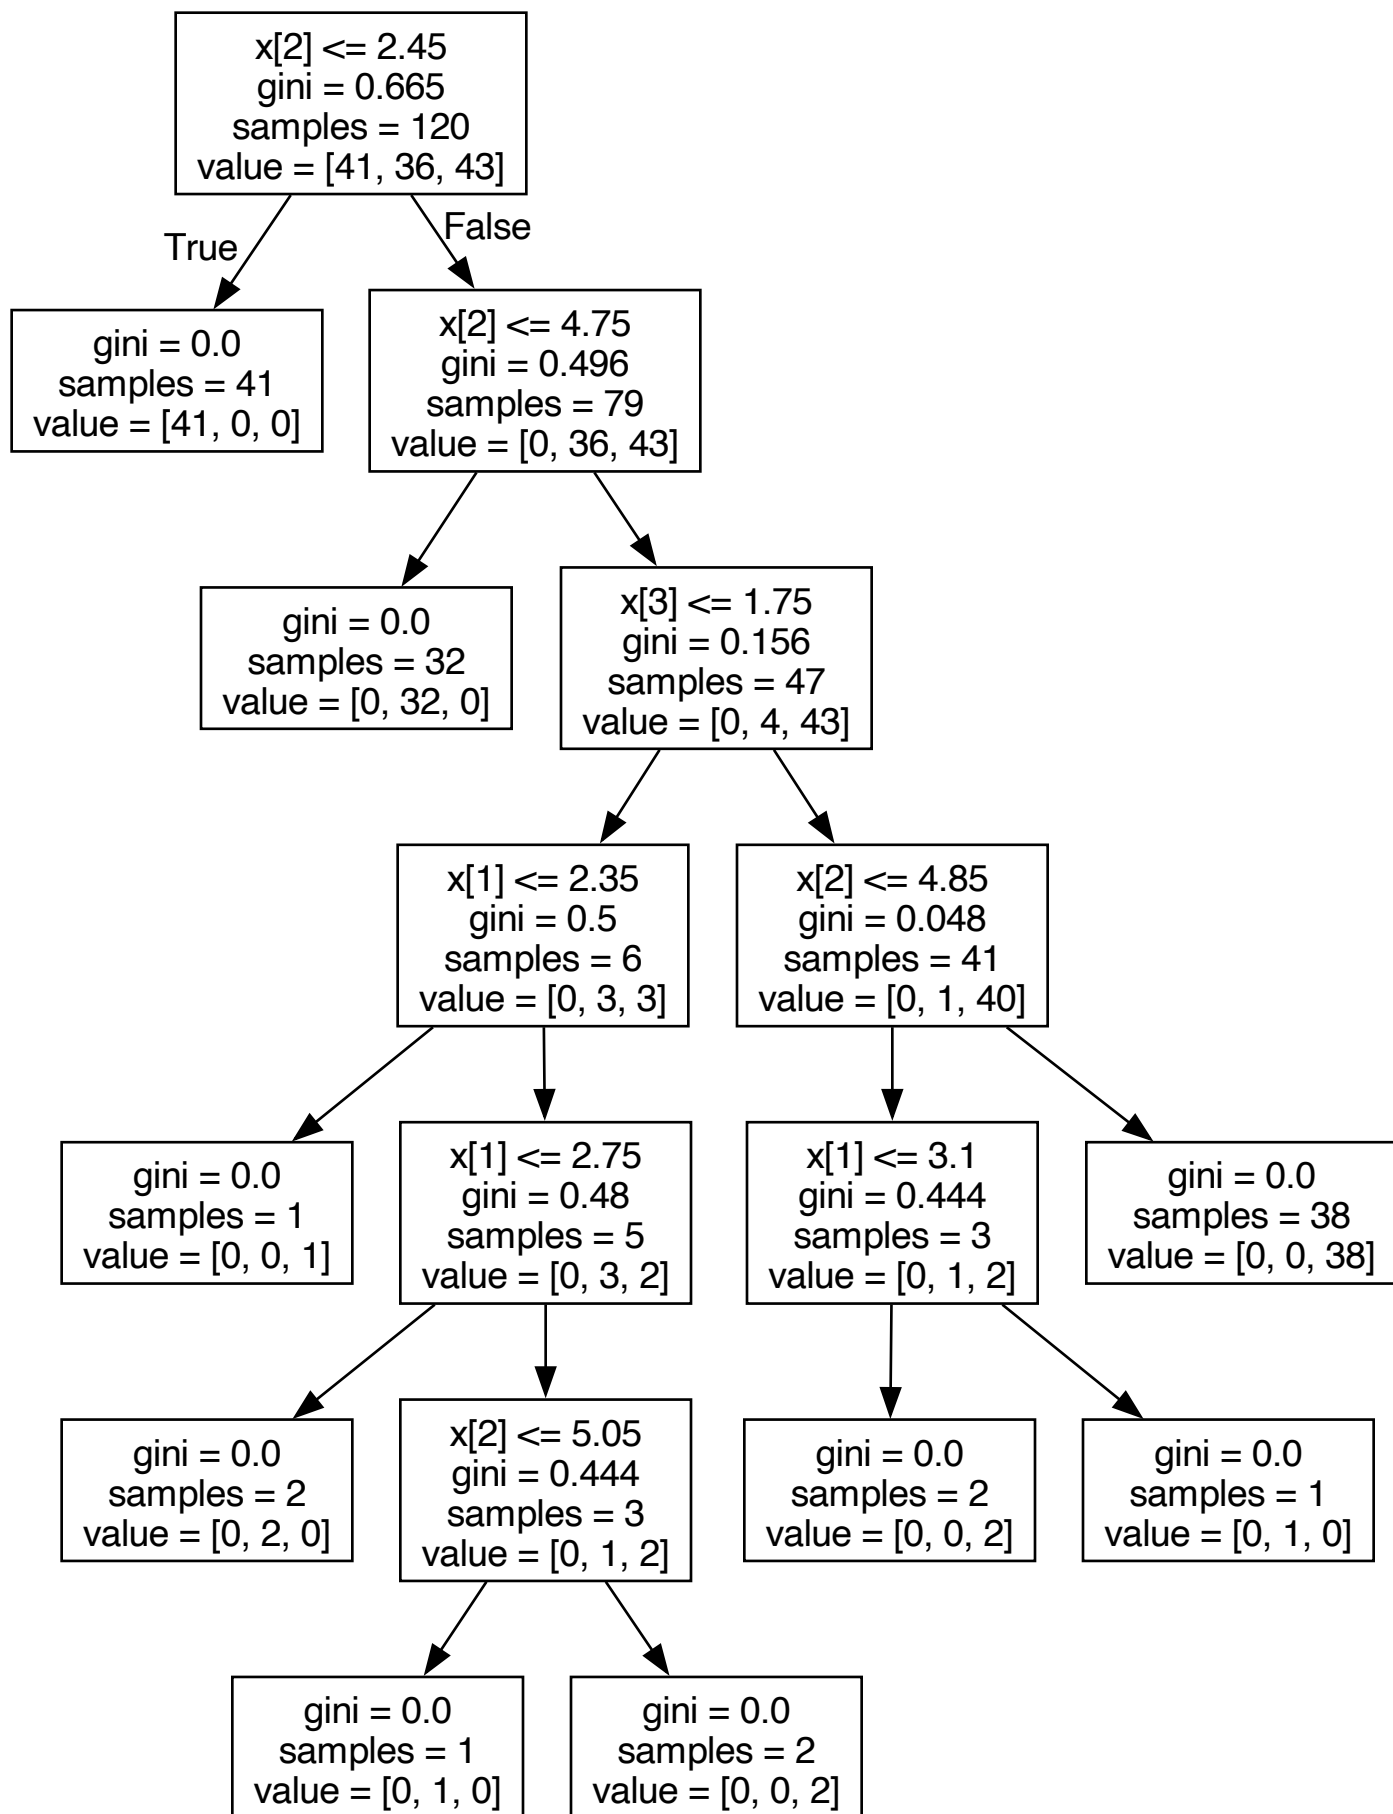 x[2] <= 2.45
gini = 0.665
samples = 120
value = [41, 36, 43]
True
False
gini = 0.0
samples = 41
value = [41, 0, 0]
x[2] <= 4.75
gini = 0.496
samples = 79
value = [0, 36, 43]
gini = 0.0
samples = 32
value = [0, 32, 0]
x[3] <= 1.75
gini = 0.156
samples = 47
value = [0, 4, 43]
x[1] <= 2.35
gini = 0.5
samples = 6
value = [0, 3, 3]
x[2] <= 4.85
gini = 0.048
samples = 41
value = [0, 1, 40]
gini = 0.0
samples = 1
value = [0, 0, 1]
x[1] <= 2.75
gini = 0.48
samples = 5
value = [0, 3, 2]
x[1] <= 3.1
gini = 0.444
samples = 3
value = [0, 1, 2]
gini = 0.0
samples = 38
value = [0, 0, 38]
gini = 0.0
samples = 2
value = [0, 2, 0]
x[2] <= 5.05
gini = 0.444
samples = 3
value = [0, 1, 2]
gini = 0.0
samples = 2
value = [0, 0, 2]
gini = 0.0
samples = 1
value = [0, 1, 0]
gini = 0.0
samples = 1
value = [0, 1, 0]
gini = 0.0
samples = 2
value = [0, 0, 2]